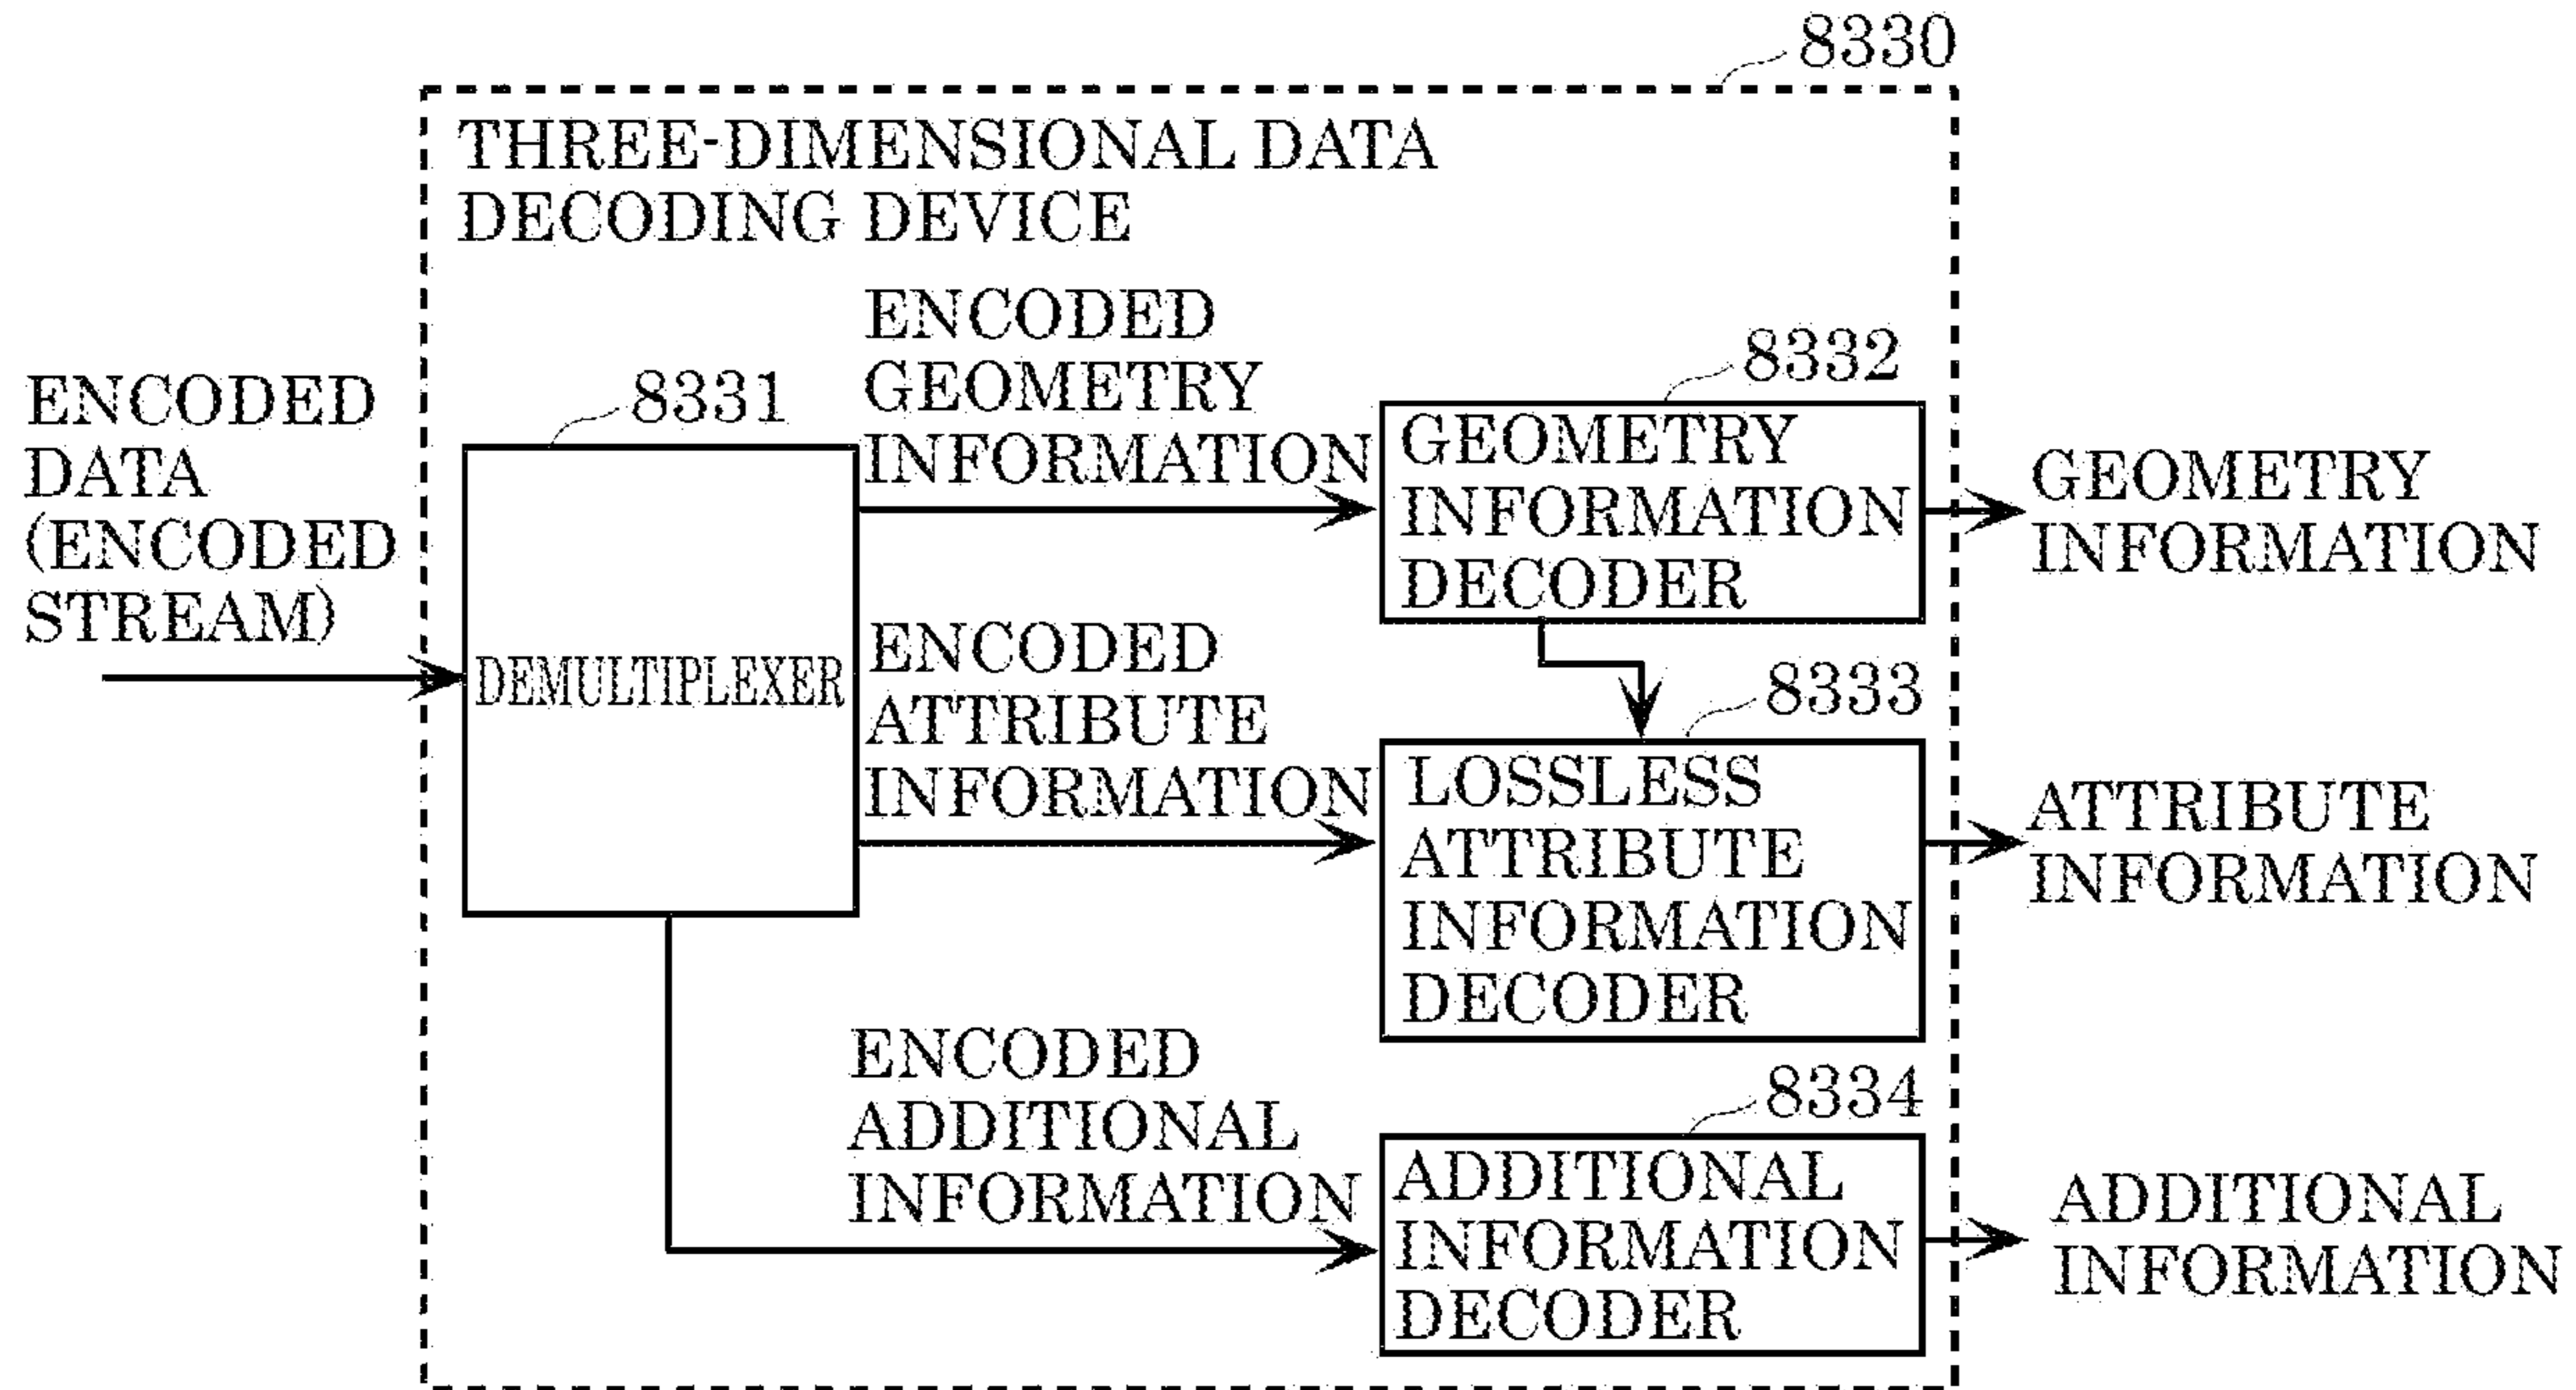 8330
THREE-DIMENSIONAL DATA
DECODING DEVICE
ENCODED
DATA
(ENCODED
STREAM)
8331
DEMULTIPLEXER
ENCODED
GEOMETRY
INFORMATION
8332
GEOMETRY
INFORMATION
DECODER
GEOMETRY
INFORMATION
ENCODED
ATTRIBUTE
INFORMATION
8333
LOSSLESS
ATTRIBUTE
INFORMATION
DECODER
ATTRIBUTE
INFORMATION
ENCODED
ADDITIONAL
INFORMATION
8334
ADDITIONAL
INFORMATION
DECODER
ADDITIONAL
INFORMATION